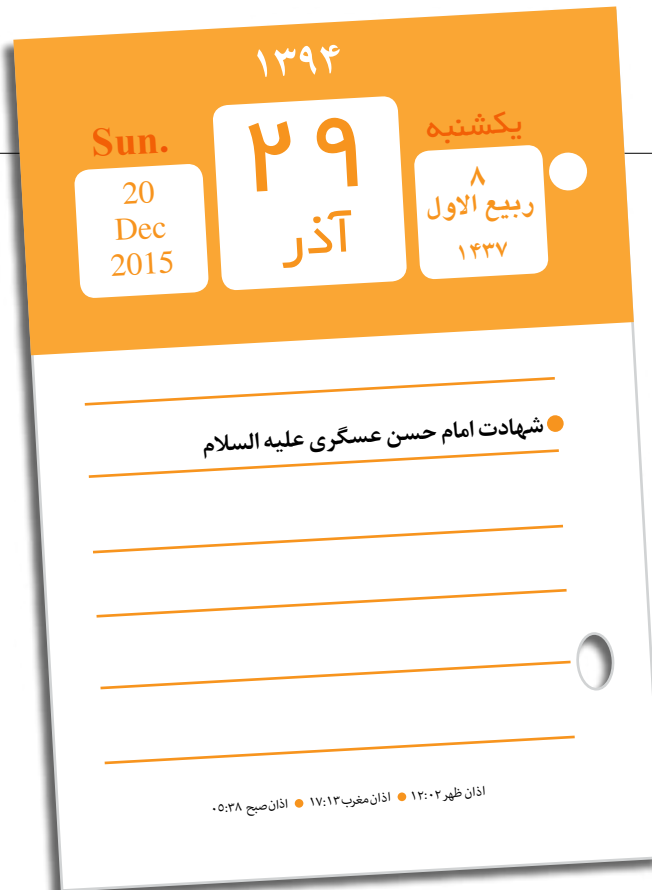 ۱۳۹۴
یکشنبه
۸
ربیع الاول
۱۴۳۷
۲۹
آذر
Sun.
20
Dec
2015
شهادت امام حسن عسگری علیه السلام
اذان ظهر ۱۲:۰۲ ● اذان مغرب ۱۷:۱۳ ● اذان صبح ۰۵:۳۸